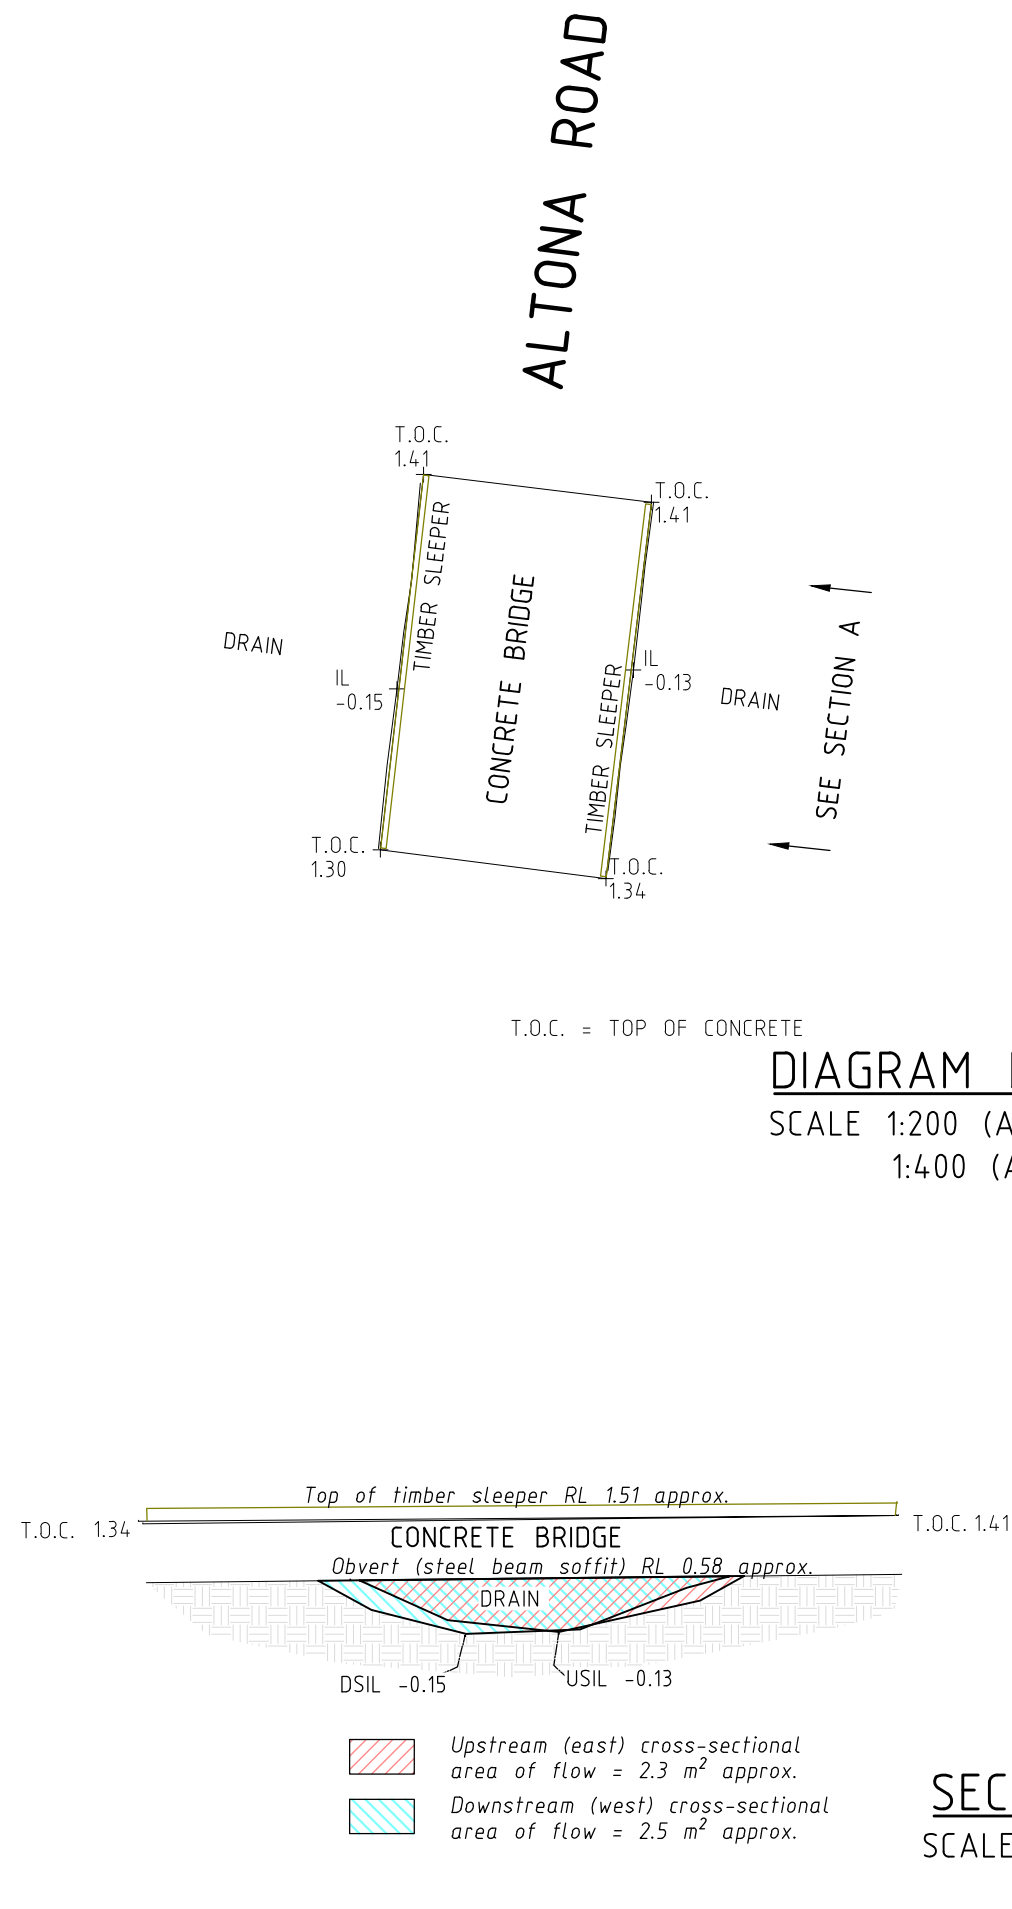 ALTONA ROAD
T.O.C.
1.41
T.O.C.
1.41
TIMBER SLEEPER
CONCRETE BRIDGE
DRAIN
IL
-0.15
IL
-0.13
DRAIN
TIMBER SLEEPER
SEE SECTION A
T.O.C.
1.30
T.O.C.
1.34
T.O.C. = TOP OF CONCRETE
DIAGRAM
SCALE 1:200 (A
1:400 (A
Top of timber sleeper RL 1.51 approx.
T.O.C. 1.34
T.O.C. 1.41
CONCRETE BRIDGE
Obvert (steel beam soffit) RL 0.58 approx.
DRAIN
DSIL -0.15
USIL -0.13
Upstream (east) cross-sectional
area of flow = 2.3 m² approx.
Downstream (west) cross-sectional
area of flow = 2.5 m² approx.
SEC
SCALE